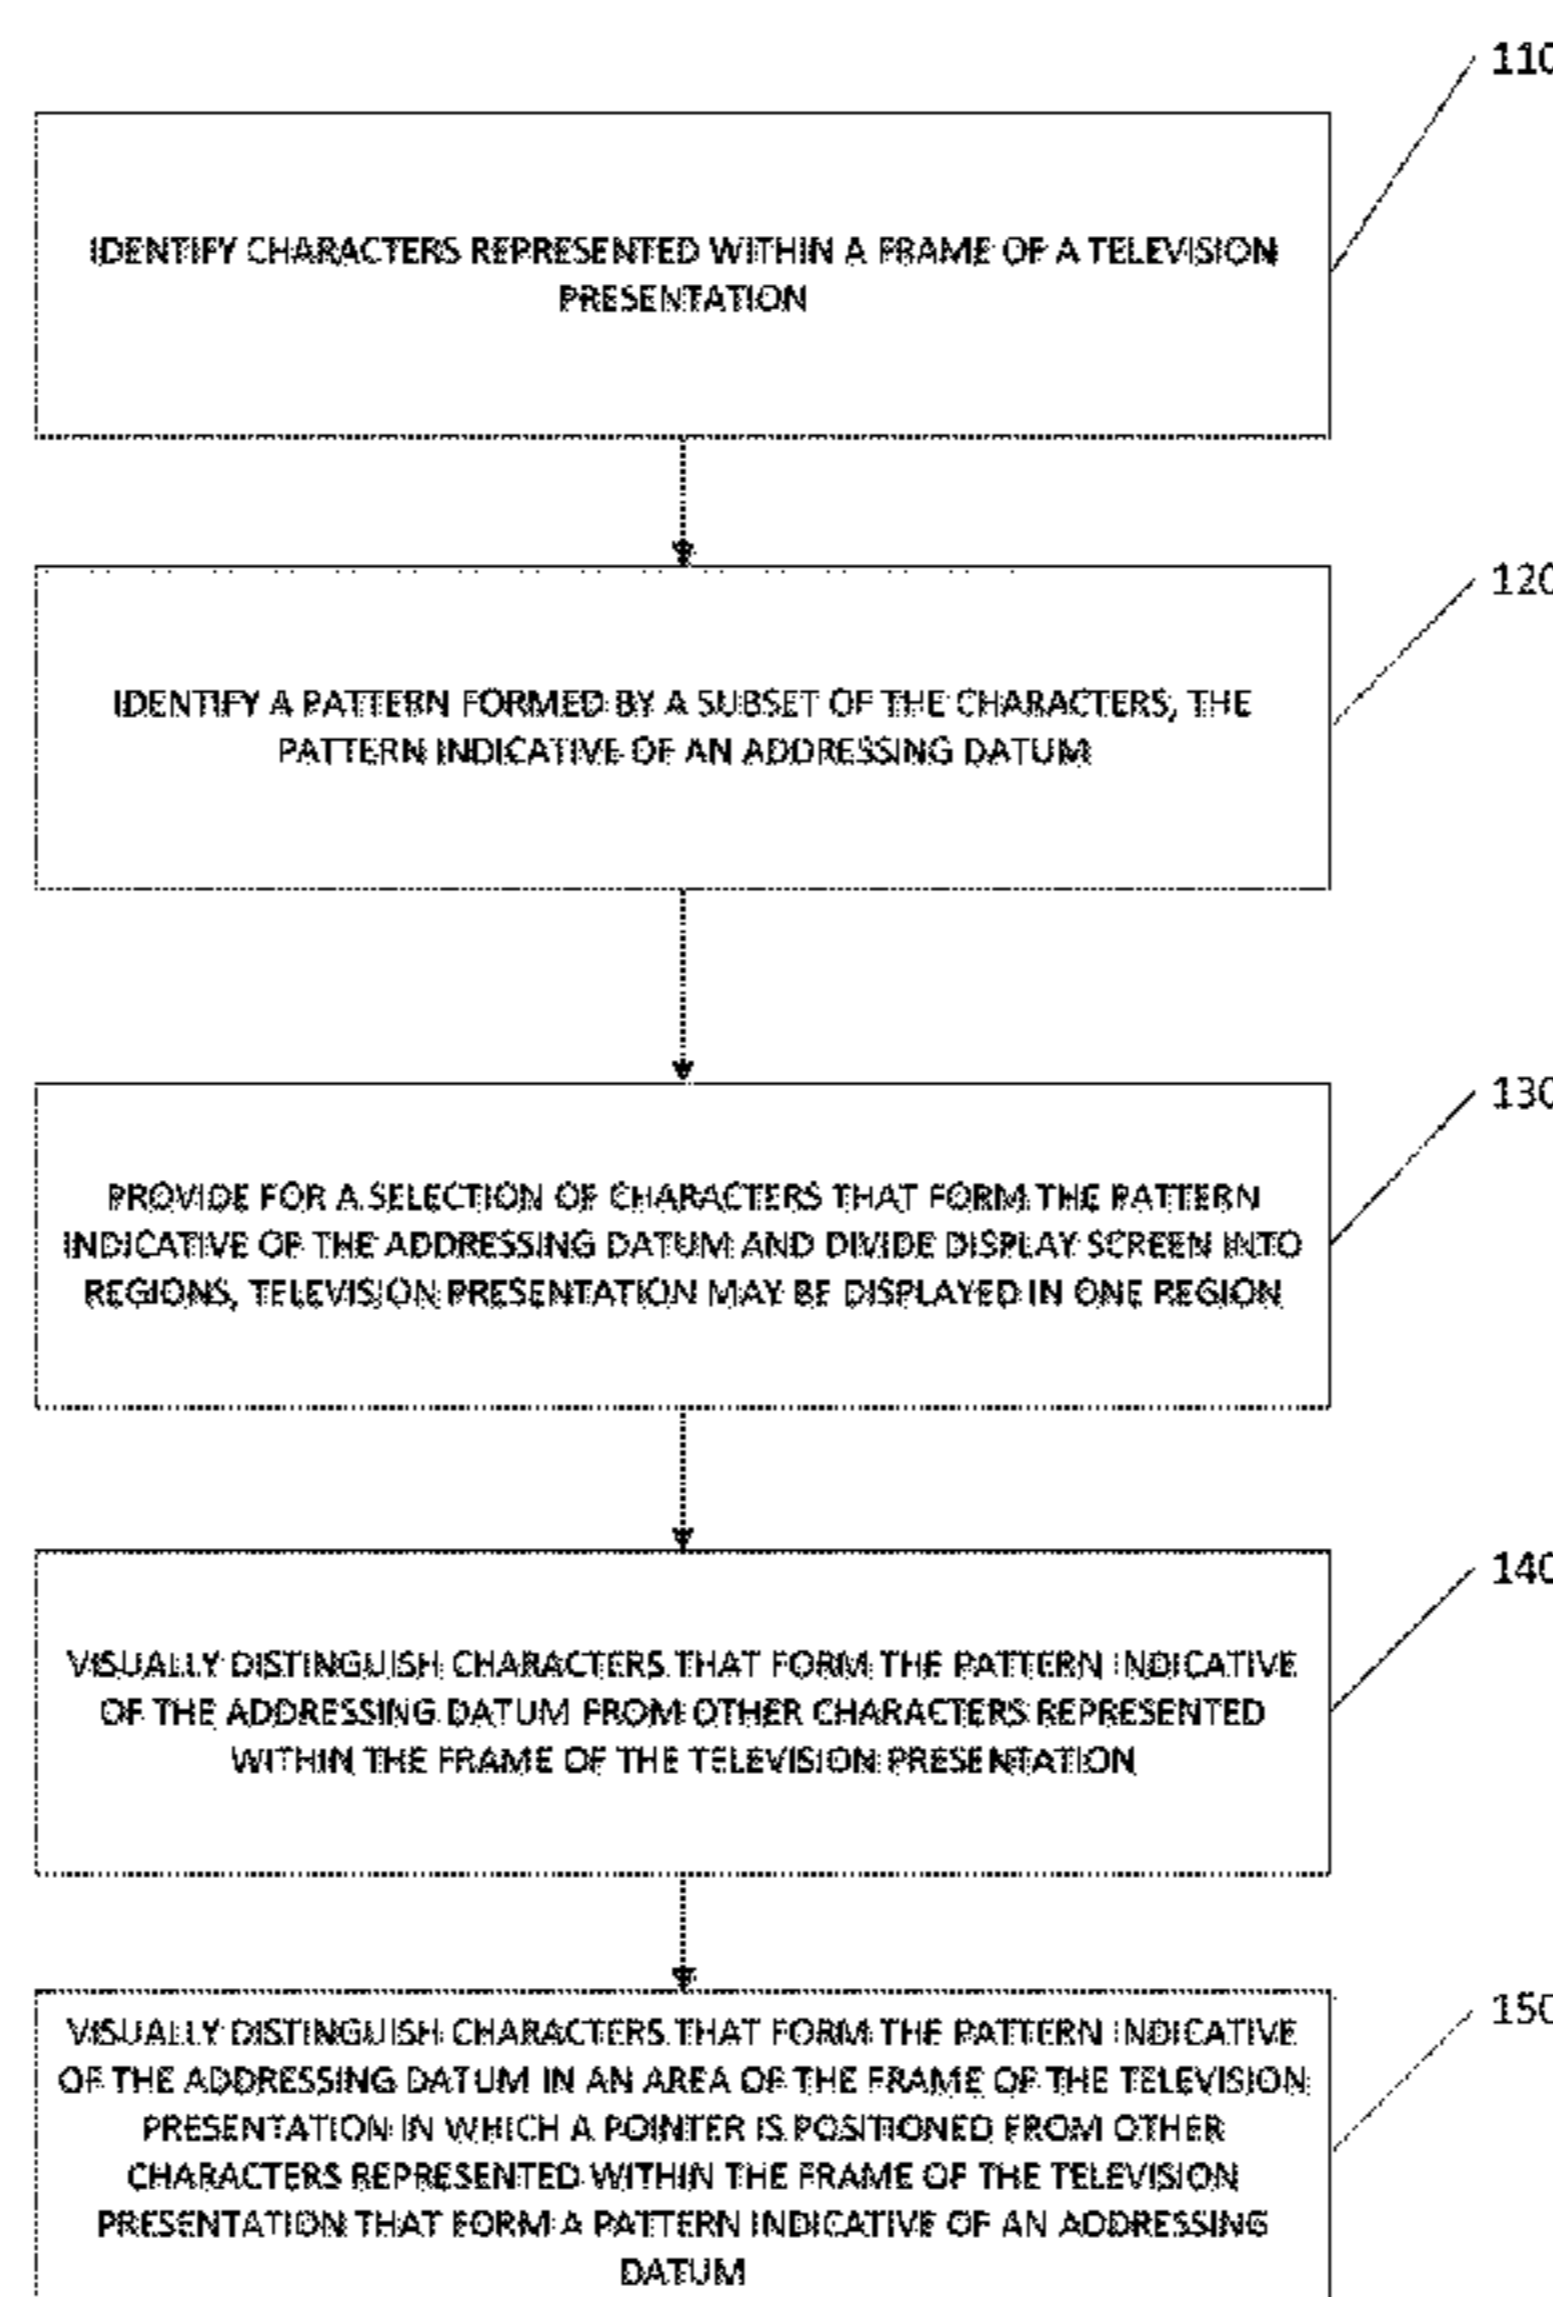 110
IDENTIFY CHARACTERS REPRESENTED WITHIN A FRAME OF A TELEVISION
PRESENTATION
120
IDENTIFY A PATTERN FORMED BY A SUBSET OF THE CHARACTERS, THE
PATTERN INDICATIVE OF AN ADDRESSING DATUM
130
PROVIDE FOR A SELECTION OF CHARACTERS THAT FORM THE PATTERN
INDICATIVE OF THE ADDRESSING DATUM AND DIVIDE DISPLAY SCREEN INTO
REGIONS, TELEVISION PRESENTATION MAY BE DISPLAYED IN ONE REGION
140
VISUALLY DISTINGUISH CHARACTERS THAT FORM THE PATTERN INDICATIVE
OF THE ADDRESSING DATUM FROM OTHER CHARACTERS REPRESENTED
WITHIN THE FRAME OF THE TELEVISION PRESENTATION
150
VISUALLY DISTINGUISH CHARACTERS THAT FORM THE PATTERN INDICATIVE
OF THE ADDRESSING DATUM IN AN AREA OF THE FRAME OF THE TELEVISION
PRESENTATION IN WHICH A POINTER IS POSITIONED FROM OTHER
CHARACTERS REPRESENTED WITHIN THE FRAME OF THE TELEVISION
PRESENTATION THAT FORM A PATTERN INDICATIVE OF AN ADDRESSING
DATUM